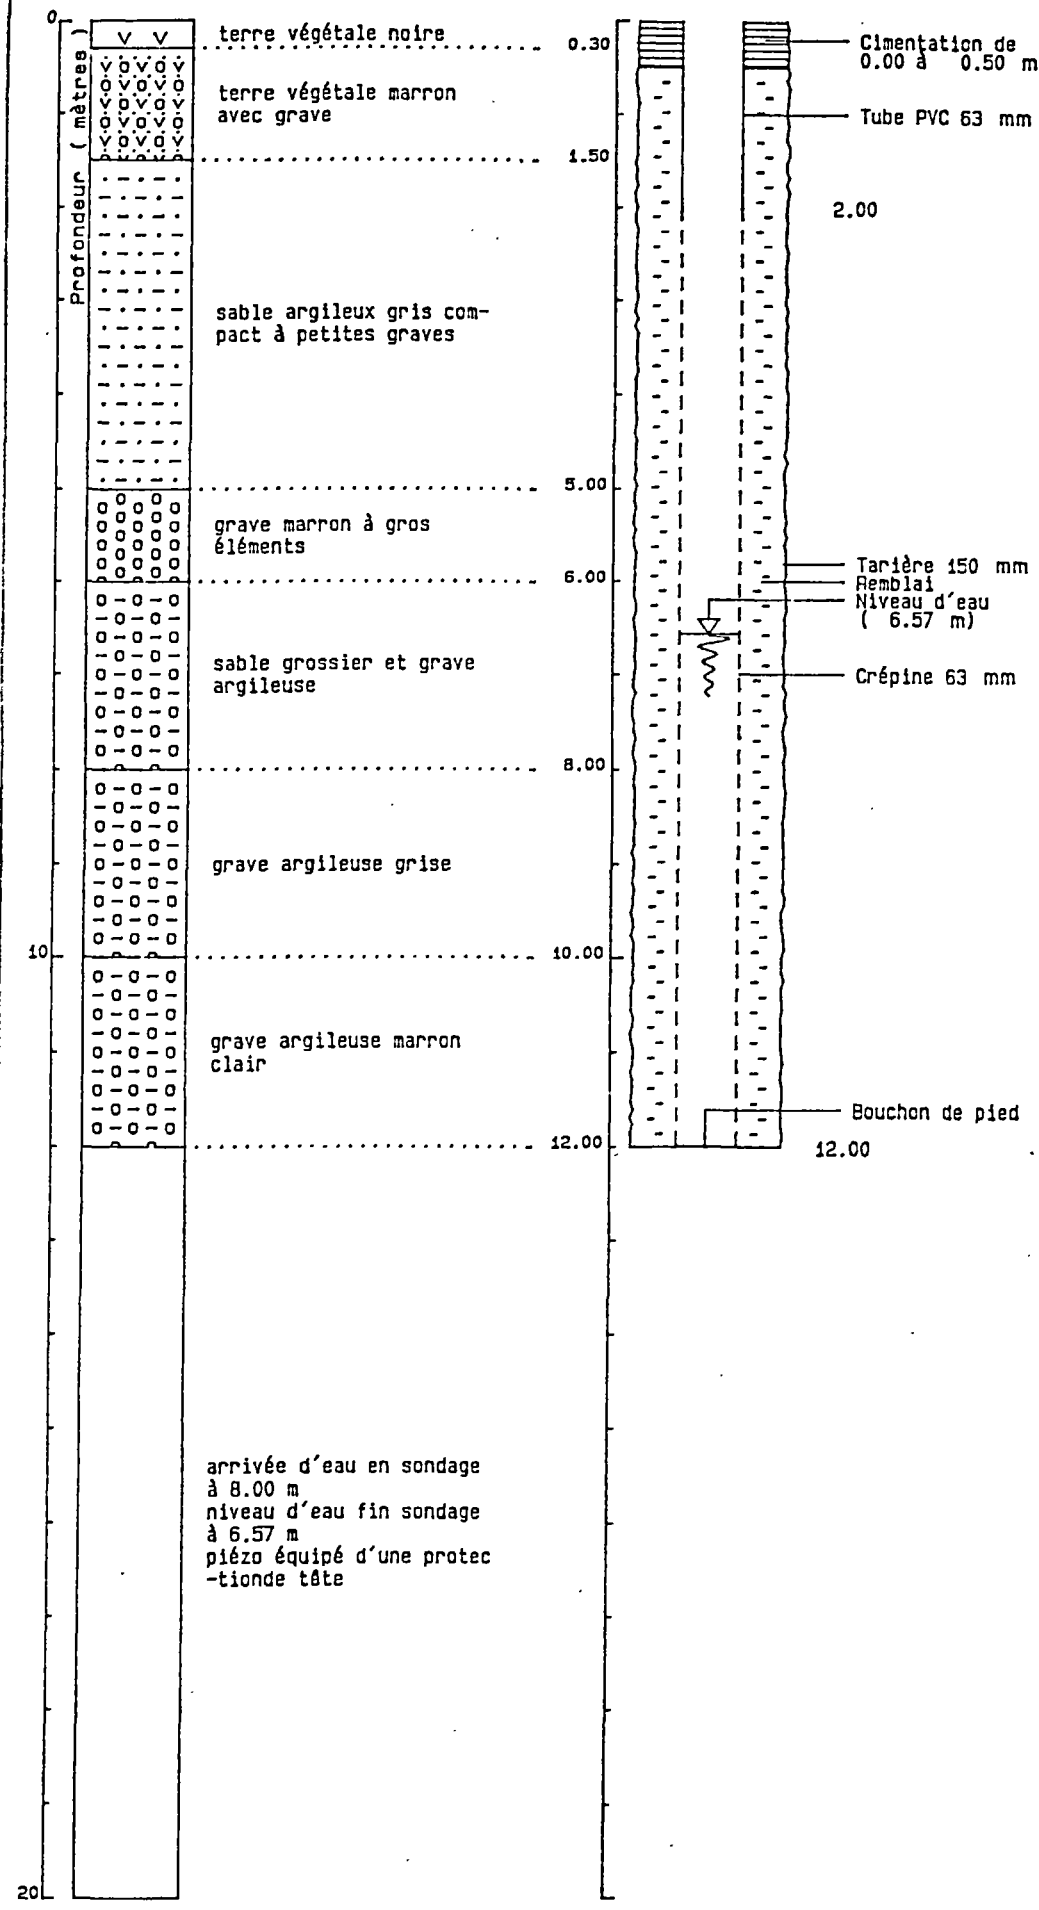 0
Profondeur ( mètres )
terre végétale noire
0.30
terre végétale marron
avec grave
1.50
sable argileux gris com-
pact à petites graves
5.00
grave marron à gros
éléments
6.00
sable grossier et grave
argileuse
8.00
grave argileuse grise
10
10.00
grave argileuse marron
clair
12.00
arrivée d'eau en sondage
à 8.00 m
niveau d'eau fin sondage
à 6.57 m
piézo équipé d'une protec
-tionde tête
20
Cimentation de
0.00 à 0.50 m
Tube PVC 63 mm
2.00
Tarière 150 mm
Remblai
Niveau d'eau
( 6.57 m)
Crépine 63 mm
Bouchon de pied
12.00